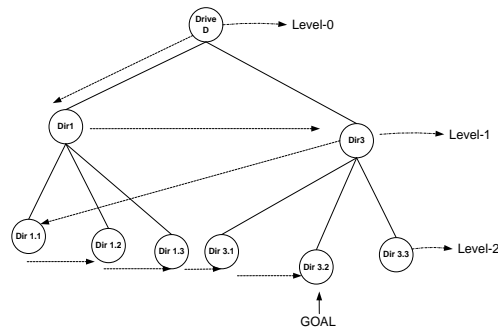 Drive
D
Level-0
Dir1
Dir3
Level-1
Dir 1.1
Dir 1.2
Dir 1.3
Dir 3.1
Dir 3.2
Dir 3.3
Level-2
GOAL